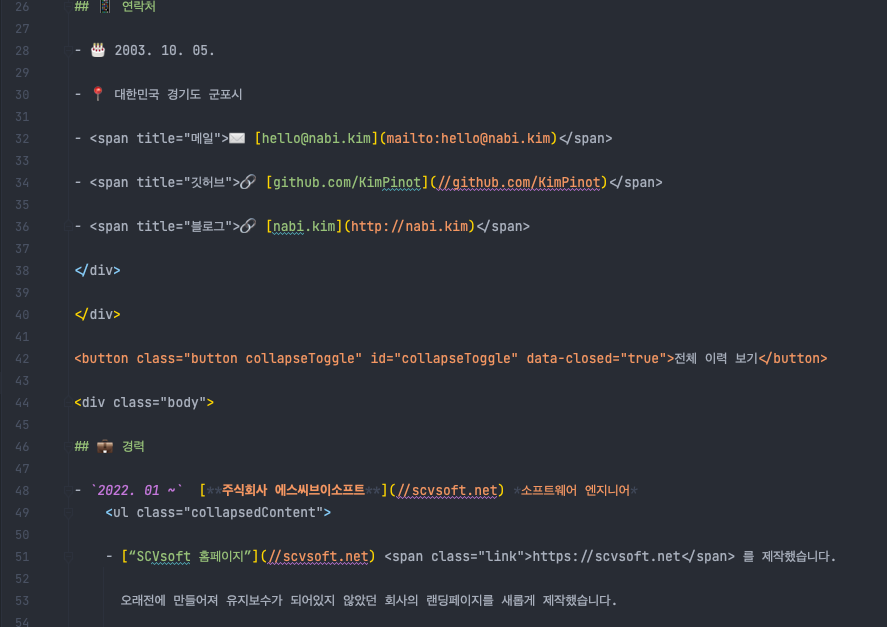 26 ## 📱 연락처
27
28 - 🎂 2003. 10. 05.
29
30 - 📍 대한민국 경기도 군포시
31
32 - <span title="메일">✉️ [hello@nabi.kim](mailto:hello@nabi.kim)</span>
33
34 - <span title="깃허브">🔗 [github.com/KimPinot](//github.com/KimPinot)</span>
35
36 - <span title="블로그">🔗 [nabi.kim](http://nabi.kim)</span>
37
38 </div>
39
40 </div>
41
42 <button class="button collapseToggle" id="collapseToggle" data-closed="true">전체 이력 보기</button>
43
44 <div class="body">
45
46 ## 💼 경력
47
48 - `2022. 01 ~` [**주식회사 에스씨브이소프트**](//scvsoft.net) *소프트웨어 엔지니어*
49 <ul class="collapsedContent">
50
51 - [“SCVsoft 홈페이지”](//scvsoft.net) <span class="link">https://scvsoft.net</span> 를 제작했습니다.
52
53 오래전에 만들어져 유지보수가 되어있지 않았던 회사의 랜딩페이지를 새롭게 제작했습니다.
54